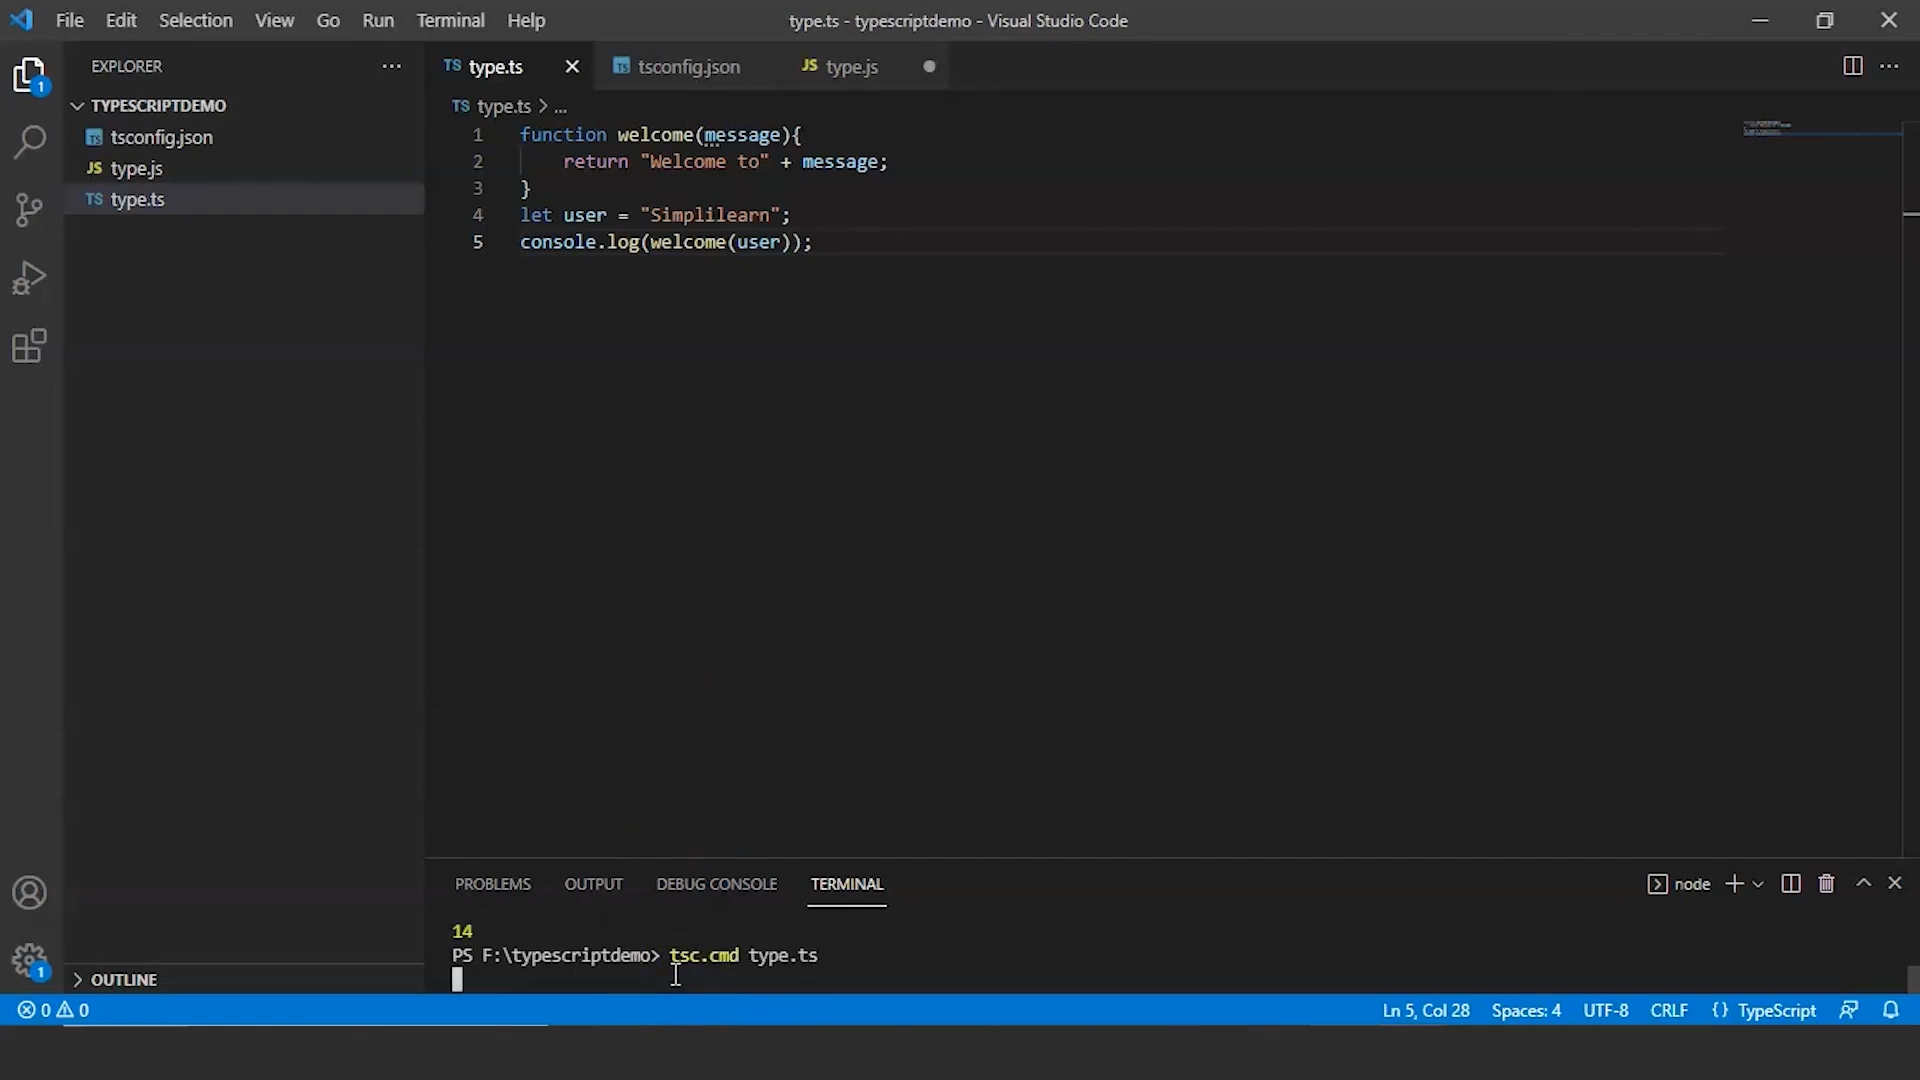 File Edit Selection View Go Run Terminal Help
type.ts - typescriptdemo - Visual Studio Code
EXPLORER
TYPESCRIPTDEMO
tsconfig.json
JS type.js
TS type.ts
OUTLINE
TS type.ts
tsconfig.json
JS type.js
TS type.ts > ...
1 function welcome(message){
2 return "Welcome to" + message;
3 }
4 let user = "Simplilearn";
5 console.log(welcome(user));
PROBLEMS OUTPUT DEBUG CONSOLE TERMINAL
node
14
PS F:\typescriptdemo> tsc.cmd type.ts
1
1
0 0
Ln 5, Col 28 Spaces: 4 UTF-8 CRLF {} TypeScript